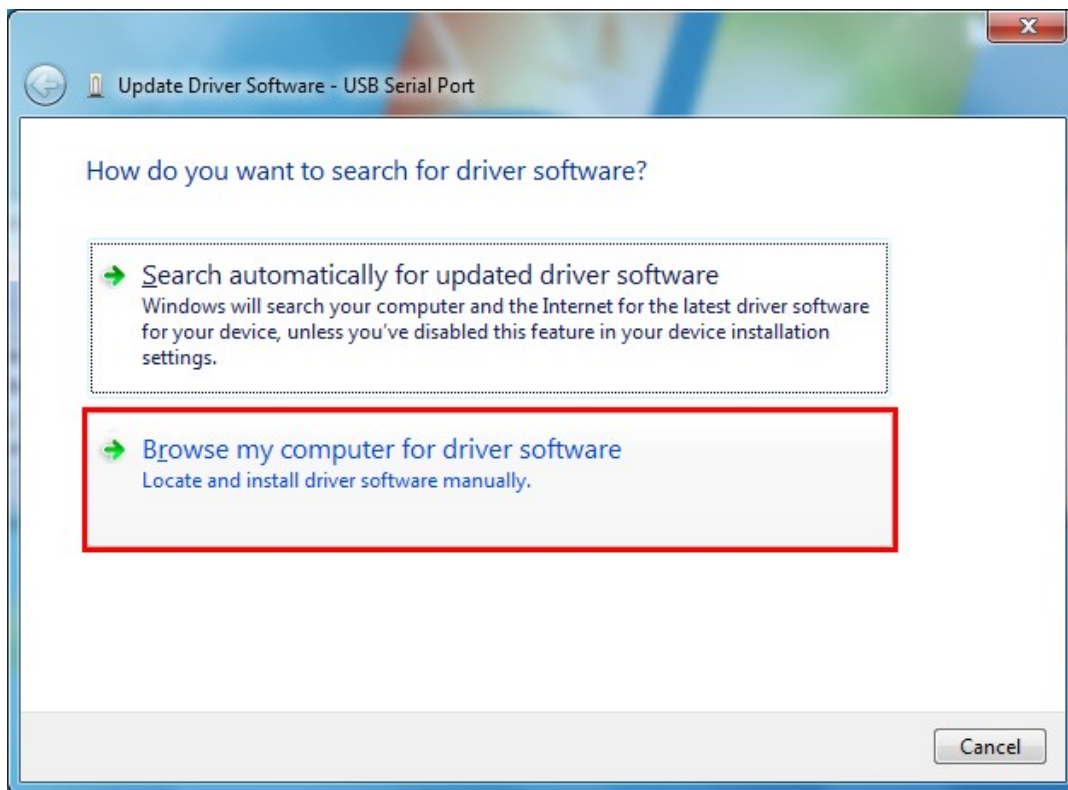 Update Driver Software - USB Serial Port
How do you want to search for driver software?
Search automatically for updated driver software
Windows will search your computer and the Internet for the latest driver software
for your device, unless you've disabled this feature in your device installation
settings.
Browse my computer for driver software
Locate and install driver software manually.
Cancel